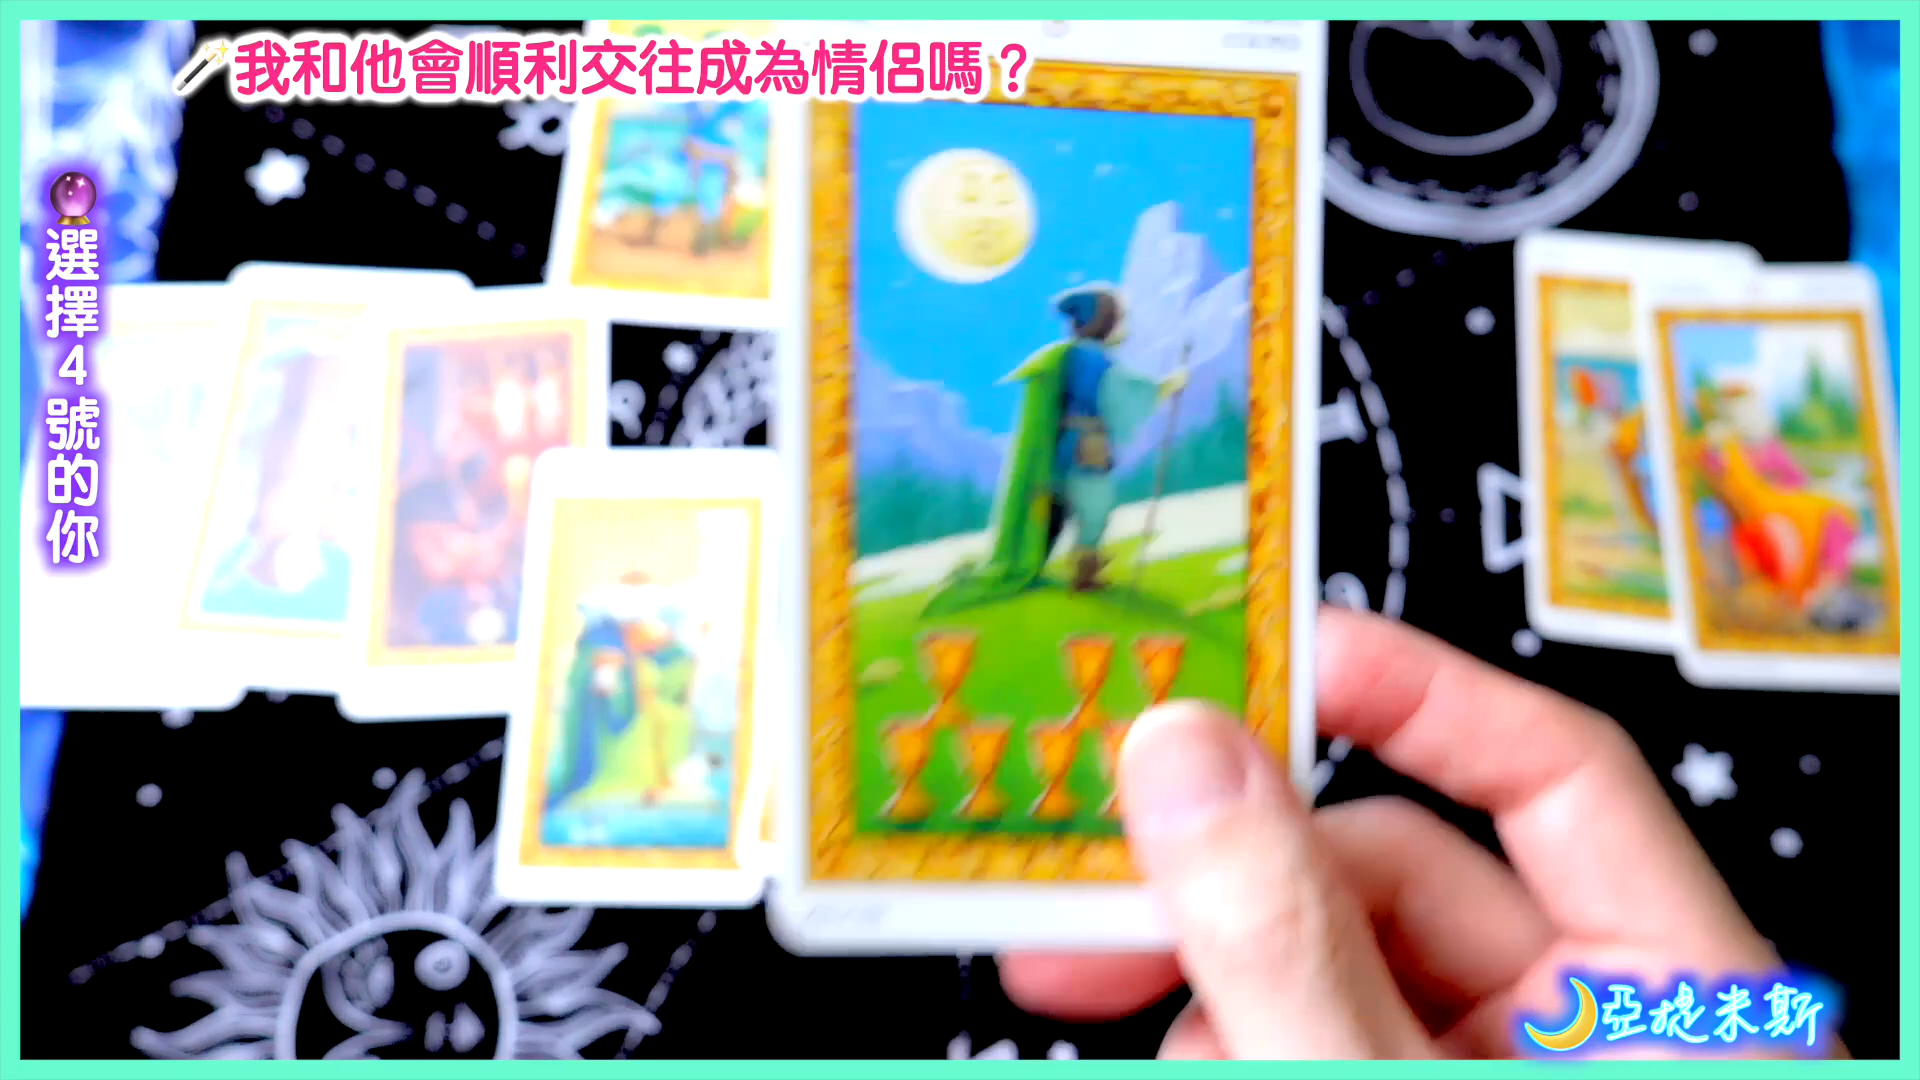 我和他會順利交往成為情侶嗎？
選擇4號的你
亞提米斯